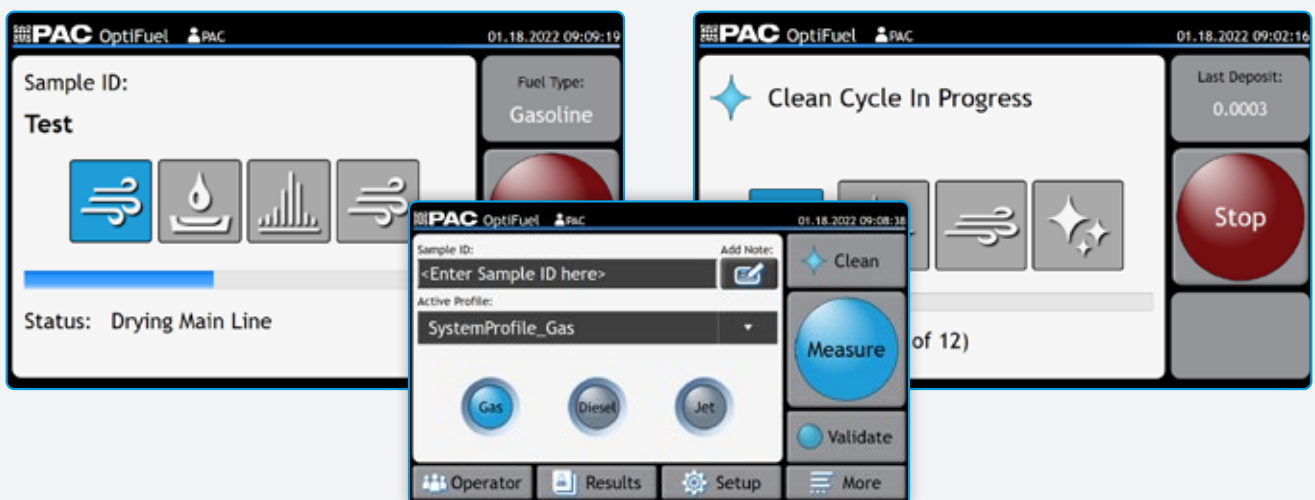 PAC OptiFuel PAC 01.18.2022 09:09:19
Sample ID:
Test
Fuel Type:
Gasoline
Status: Drying Main Line
PAC OptiFuel PAC 01.18.2022 09:08:38
Sample ID:
Add Note:
<Enter Sample ID here>
Active Profile:
SystemProfile_Gas
Gas
Diesel
Jet
Clean
Measure
Validate
Operator
Results
Setup
More
PAC OptiFuel PAC 01.18.2022 09:02:16
Clean Cycle In Progress
Last Deposit:
0.0003
Stop
of 12)